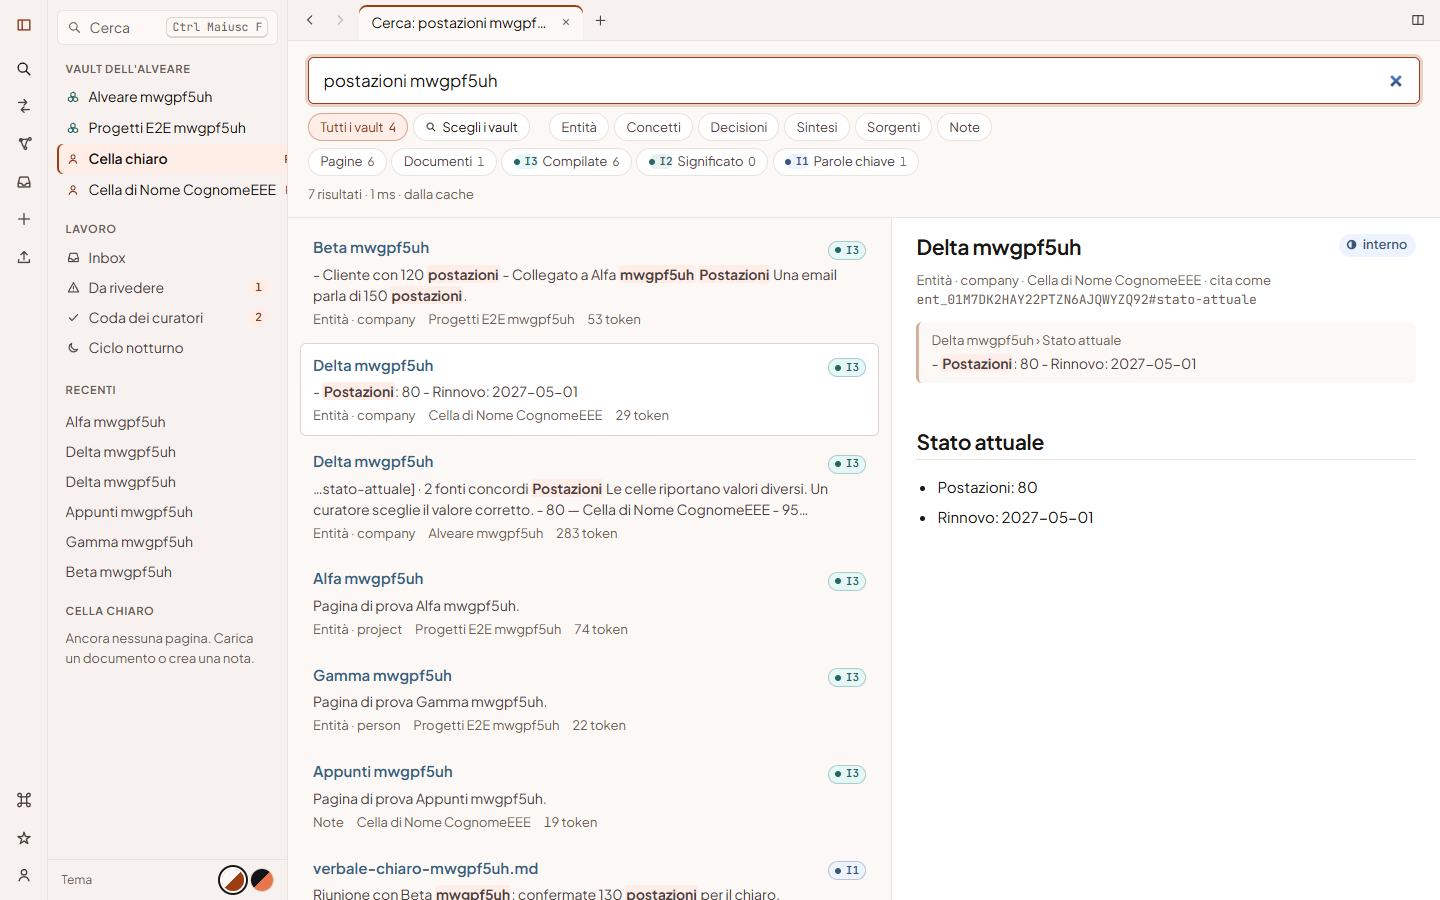 Cerca Ctrl Maiusc F
VAULT DELL'ALVEARE
Alveare mwgpf5uh
Progetti E2E mwgpf5uh
Cella chiaro
Cella di Nome CognomeEEE
LAVORO
Inbox
Da rivedere 1
Coda dei curatori 2
Ciclo notturno
RECENTI
Alfa mwgpf5uh
Delta mwgpf5uh
Delta mwgpf5uh
Appunti mwgpf5uh
Gamma mwgpf5uh
Beta mwgpf5uh
CELLA CHIARO
Ancora nessuna pagina. Carica
un documento o crea una nota.
Tema
Cerca: postazioni mwgpf...
postazioni mwgpf5uh
Tutti i vault 4 Scegli i vault Entità Concetti Decisioni Sintesi Sorgenti Note
Pagine 6 Documenti 1 I3 Compilate 6 I2 Significato 0 I1 Parole chiave 1
7 risultati · 1 ms · dalla cache
Beta mwgpf5uh I3
- Cliente con 120 postazioni - Collegato a Alfa mwgpf5uh Postazioni Una email
parla di 150 postazioni.
Entità · company Progetti E2E mwgpf5uh 53 token
Delta mwgpf5uh I3
- Postazioni: 80 - Rinnovo: 2027-05-01
Entità · company Cella di Nome CognomeEEE 29 token
Delta mwgpf5uh I3
...stato-attuale] · 2 fonti concordi Postazioni Le celle riportano valori diversi. Un
curatore sceglie il valore corretto. - 80 — Cella di Nome CognomeEEE - 95...
Entità · company Alveare mwgpf5uh 283 token
Alfa mwgpf5uh I3
Pagina di prova Alfa mwgpf5uh.
Entità · project Progetti E2E mwgpf5uh 74 token
Gamma mwgpf5uh I3
Pagina di prova Gamma mwgpf5uh.
Entità · person Progetti E2E mwgpf5uh 22 token
Appunti mwgpf5uh I3
Pagina di prova Appunti mwgpf5uh.
Note Cella di Nome CognomeEEE 19 token
verbale-chiaro-mwgpf5uh.md I1
Riunione con Beta mwgpf5uh: confermate 130 postazioni per il chiaro.
Delta mwgpf5uh interno
Entità · company · Cella di Nome CognomeEEE · cita come
ent_01M7DK2HAY22PTZN6AJQWYZQ92#stato-attuale
Delta mwgpf5uh › Stato attuale
- Postazioni: 80 - Rinnovo: 2027-05-01
Stato attuale
• Postazioni: 80
• Rinnovo: 2027-05-01